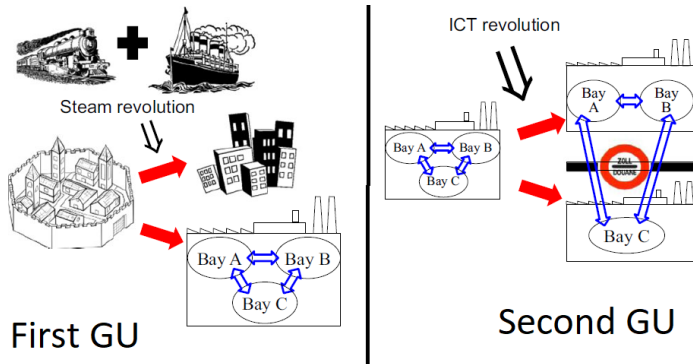 Steam revolution
Bay A
Bay B
Bay C
First GU
ICT revolution
Bay A
Bay B
Bay C
Bay
A
Bay
B
ZOLL
DOUANE
Bay C
Second GU